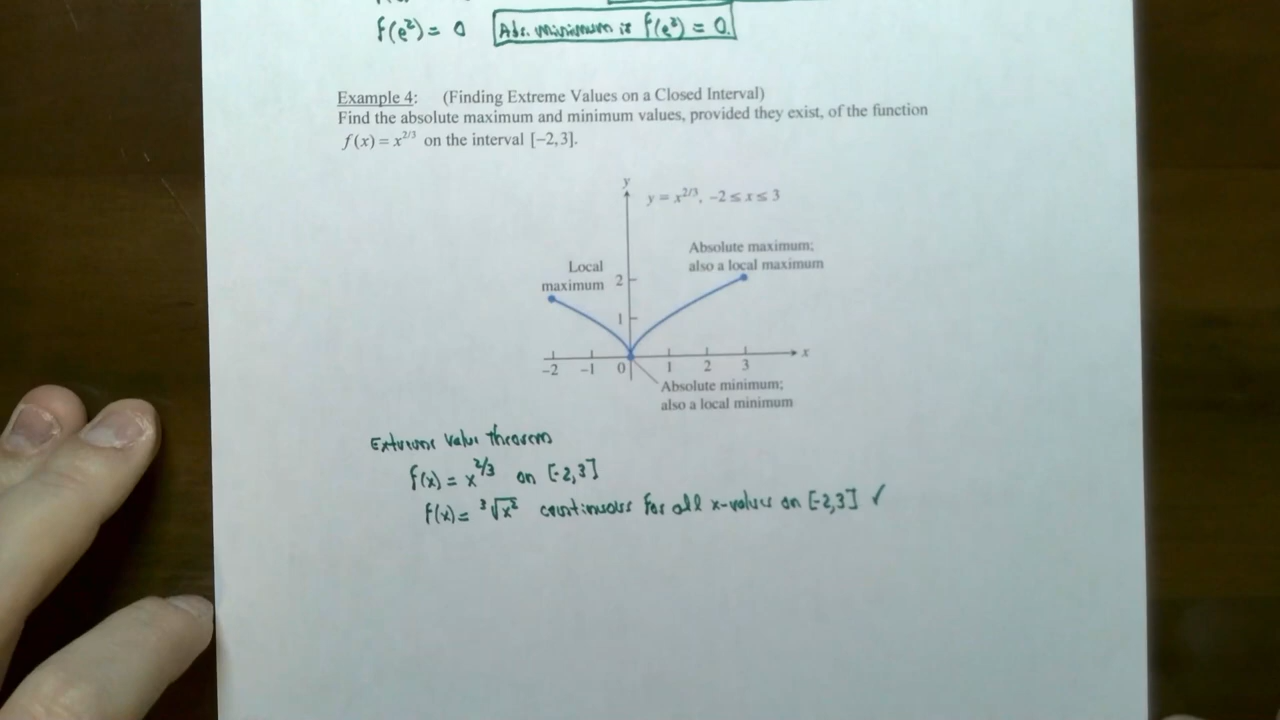 f(e²) = 0 Abs. minimum is f(e²) = 0.
Example 4: (Finding Extreme Values on a Closed Interval)
Find the absolute maximum and minimum values, provided they exist, of the function
f(x) = x^{2/3} on the interval [−2,3].
y
y = x^{2/3}, −2 ≤ x ≤ 3
Absolute maximum;
also a local maximum
Local
maximum
2
1
−2 −1 0 1 2 3 x
Absolute minimum;
also a local minimum
Extreme Value theorem
f(x) = x^{2/3} on [-2,3]
f(x) = ³√x² continuous for all x-values on [-2,3] ✓